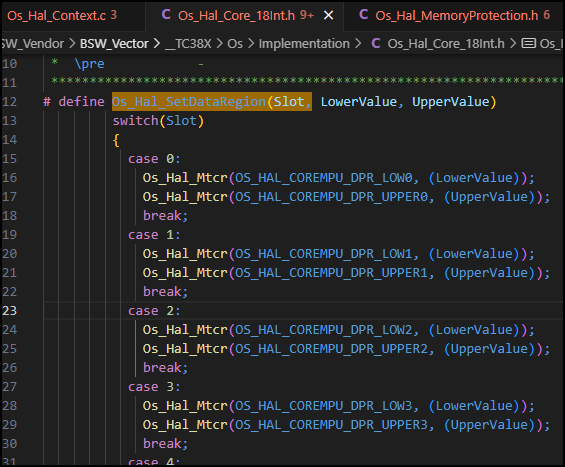 Os_Hal_Context.c 3 Os_Hal_Core_18Int.h 9+ × Os_Hal_MemoryProtection.h 6
SW_Vendor > BSW_Vector > __TC38X > Os > Implementation > C Os_Hal_Core_18Int.h > Os_
10 * \pre -
11 ******************************************************************
12 # define Os_Hal_SetDataRegion(Slot, LowerValue, UpperValue)
13 switch(Slot)
14 {
15 case 0:
16 Os_Hal_Mtcr(OS_HAL_COREMPU_DPR_LOW0, (LowerValue));
17 Os_Hal_Mtcr(OS_HAL_COREMPU_DPR_UPPER0, (UpperValue));
18 break;
19 case 1:
20 Os_Hal_Mtcr(OS_HAL_COREMPU_DPR_LOW1, (LowerValue));
21 Os_Hal_Mtcr(OS_HAL_COREMPU_DPR_UPPER1, (UpperValue));
22 break;
23 case 2:
24 Os_Hal_Mtcr(OS_HAL_COREMPU_DPR_LOW2, (LowerValue));
25 Os_Hal_Mtcr(OS_HAL_COREMPU_DPR_UPPER2, (UpperValue));
26 break;
27 case 3:
28 Os_Hal_Mtcr(OS_HAL_COREMPU_DPR_LOW3, (LowerValue));
29 Os_Hal_Mtcr(OS_HAL_COREMPU_DPR_UPPER3, (UpperValue));
30 break;
31 case 4: